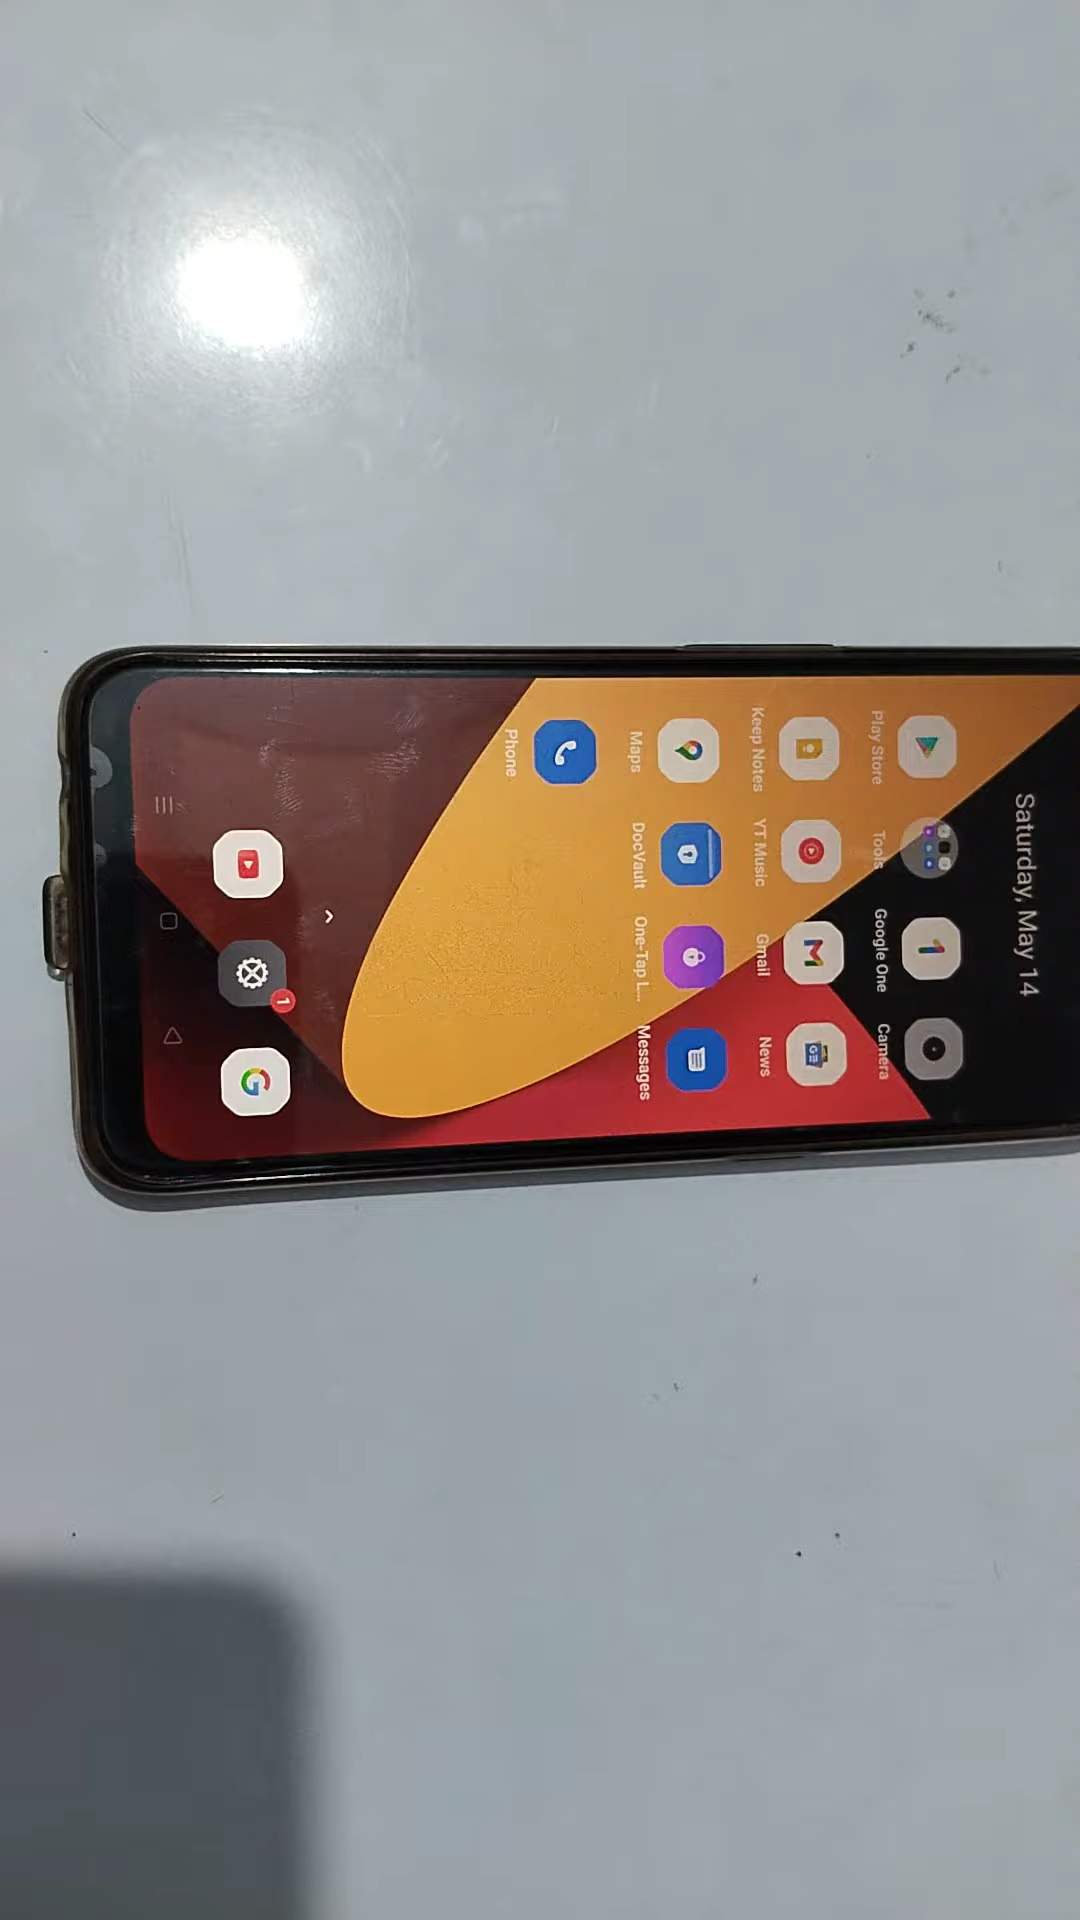 Saturday, May 14
Play Store Tools Google One Camera
Keep Notes YT Music Gmail News
Maps DocVault One-Tap L... Messages
Phone
1